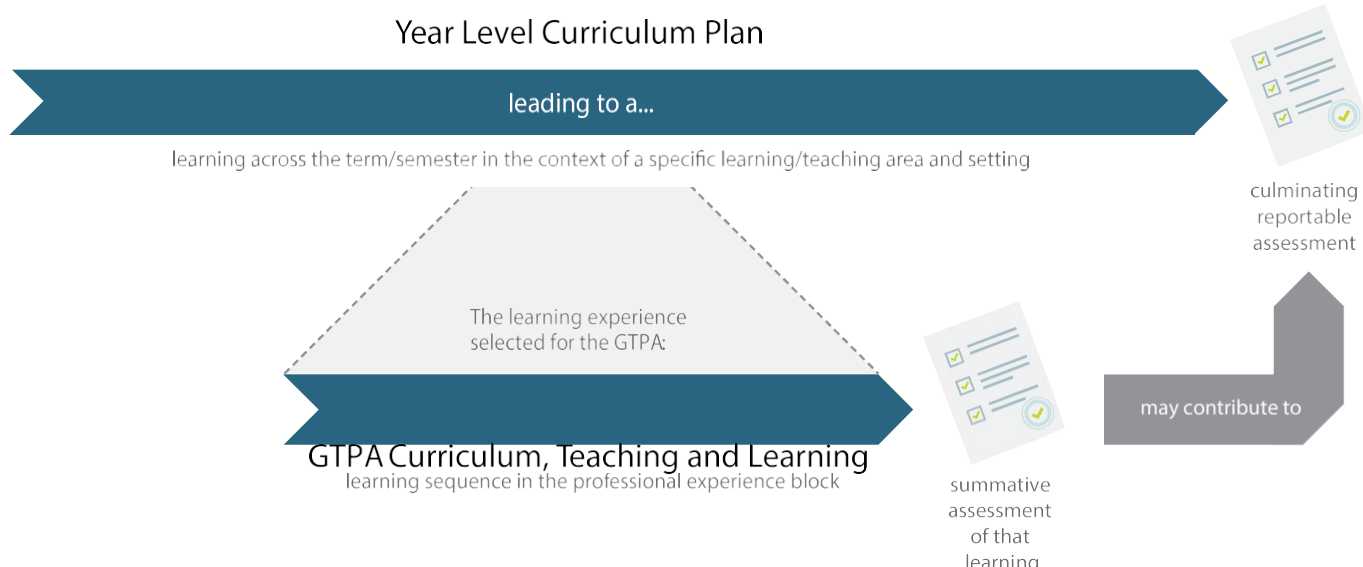 Year Level Curriculum Plan
leading to a...
learning across the term/semester in the context of a specific learning/teaching area and setting
culminating
reportable
assessment
The learning experience
selected for the GTPA:
may contribute to
GTPA Curriculum, Teaching and Learning
learning sequence in the professional experience block
summative
assessment
of that
learning